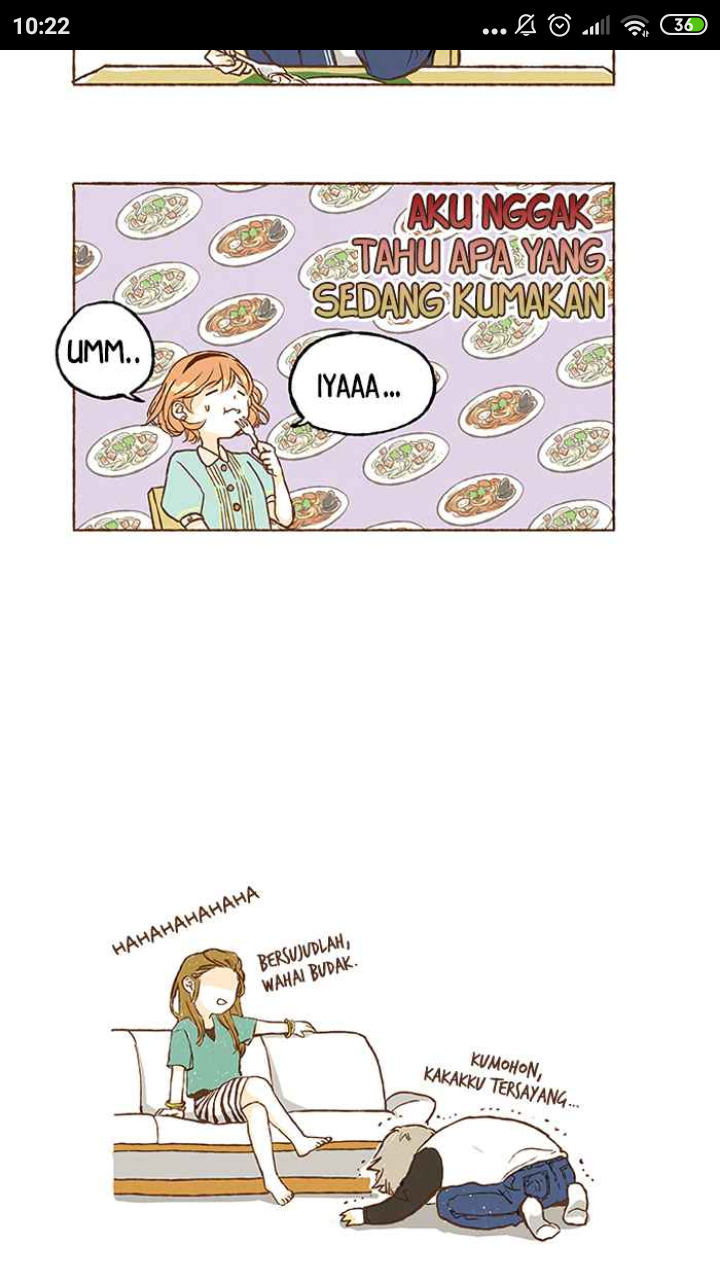 10:22
36
AKU NGGAK
TAHU APA YANG
SEDANG KUMAKAN
UMM..
IYAAA...
HAHAHAHAHAHA
BERSUJUDLAH,
WAHAI BUDAK.
KUMOHON,
KAKAKKU TERSAYANG...